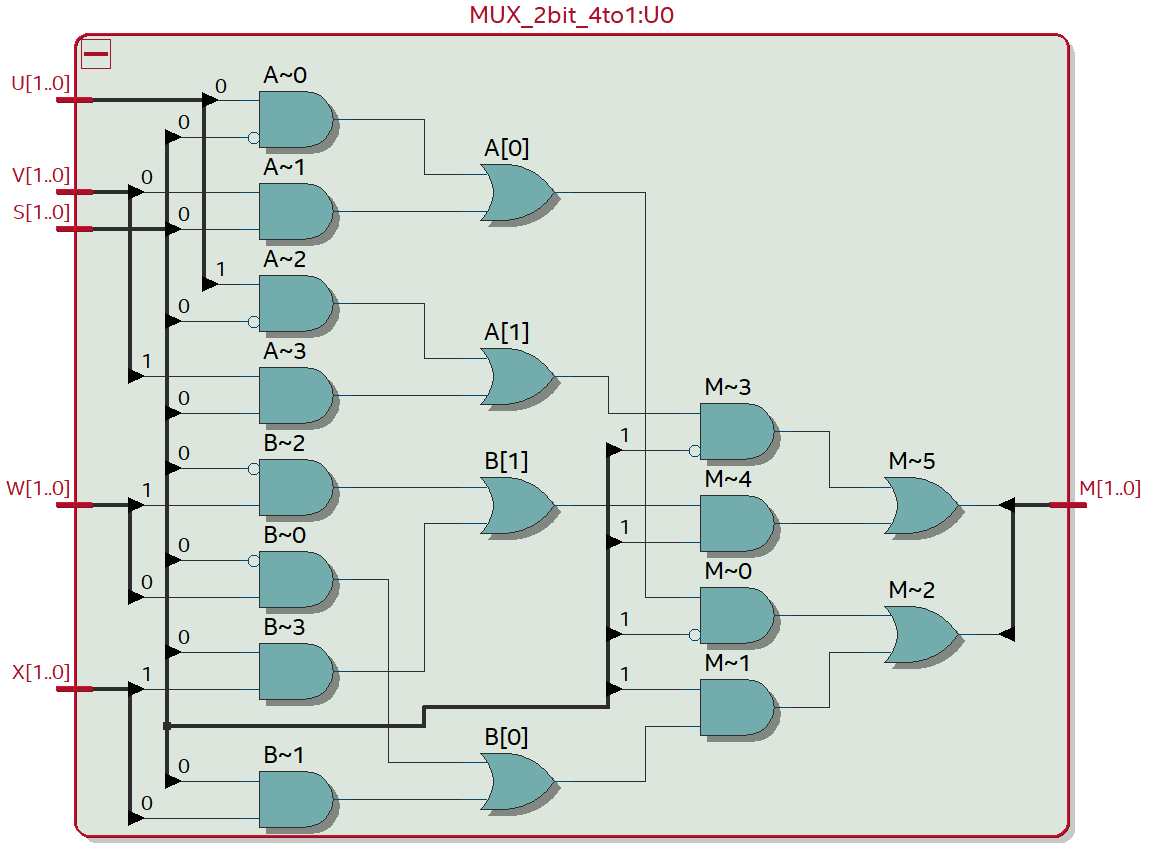 MUX_2bit_4to1:U0
U[1..0]
0
A~0
0
V[1..0]
0
A~1
S[1..0]
0
A[0]
1
A~2
0
1
A~3
0
A[1]
0
B~2
W[1..0]
1
B[1]
0
B~0
0
0
B~3
X[1..0]
1
0
B~1
0
B[0]
1
M~3
1
M~4
1
M~0
1
M~1
M~5
M~2
M[1..0]